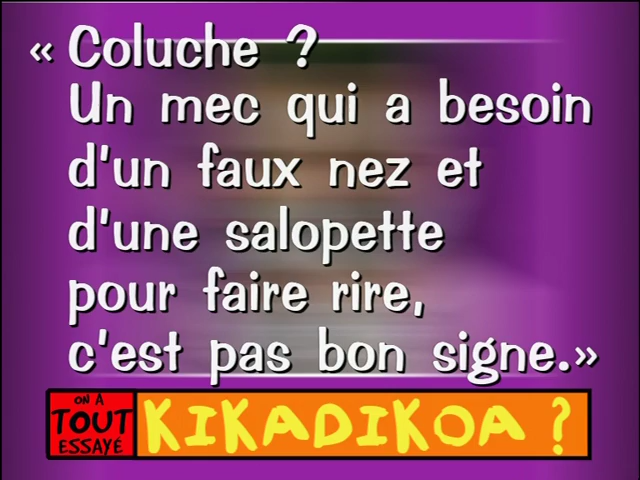 « Coluche ?
Un mec qui a besoin
d'un faux nez et
d'une salopette
pour faire rire,
c'est pas bon signe.»
ON A
TOUT
ESSAYÉ
KIKADIKOA ?